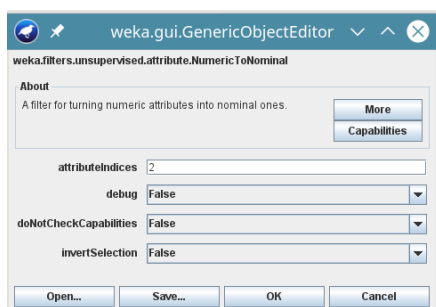 weka.gui.GenericObjectEditor
weka.filters.unsupervised.attribute.NumericToNominal
About
A filter for turning numeric attributes into nominal ones.
More
Capabilities
attributeIndices 2
debug False
doNotCheckCapabilities False
invertSelection False
Open... Save... OK Cancel